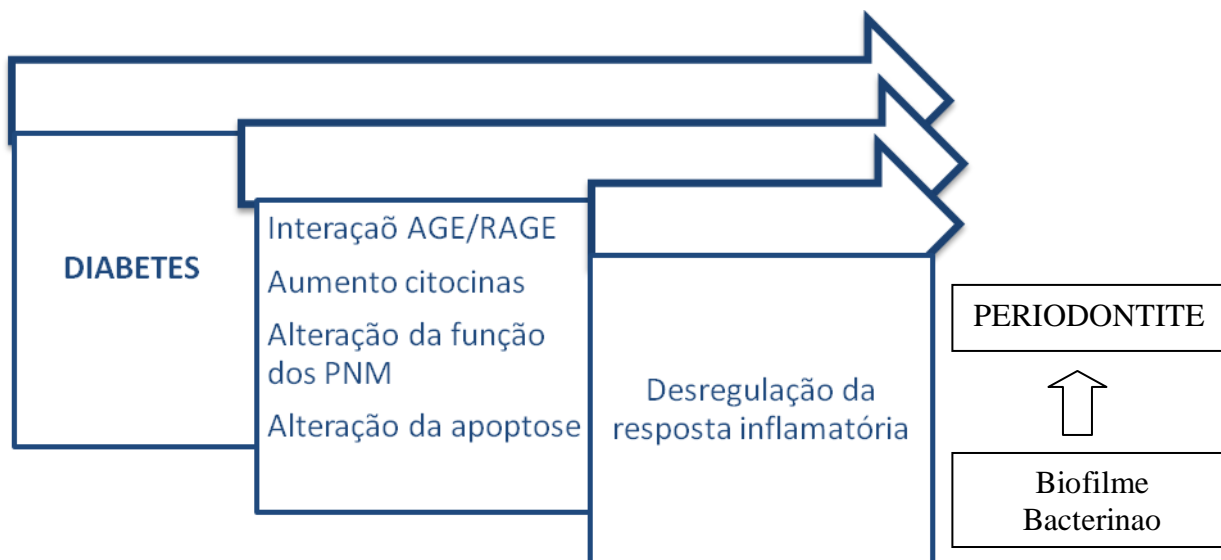 DIABETES
Interaçaõ AGE/RAGE
Aumento citocinas
Alteração da função
dos PNM
Alteração da apoptose
Desregulação da
resposta inflamatória
PERIODONTITE
Biofilme
Bacterinao